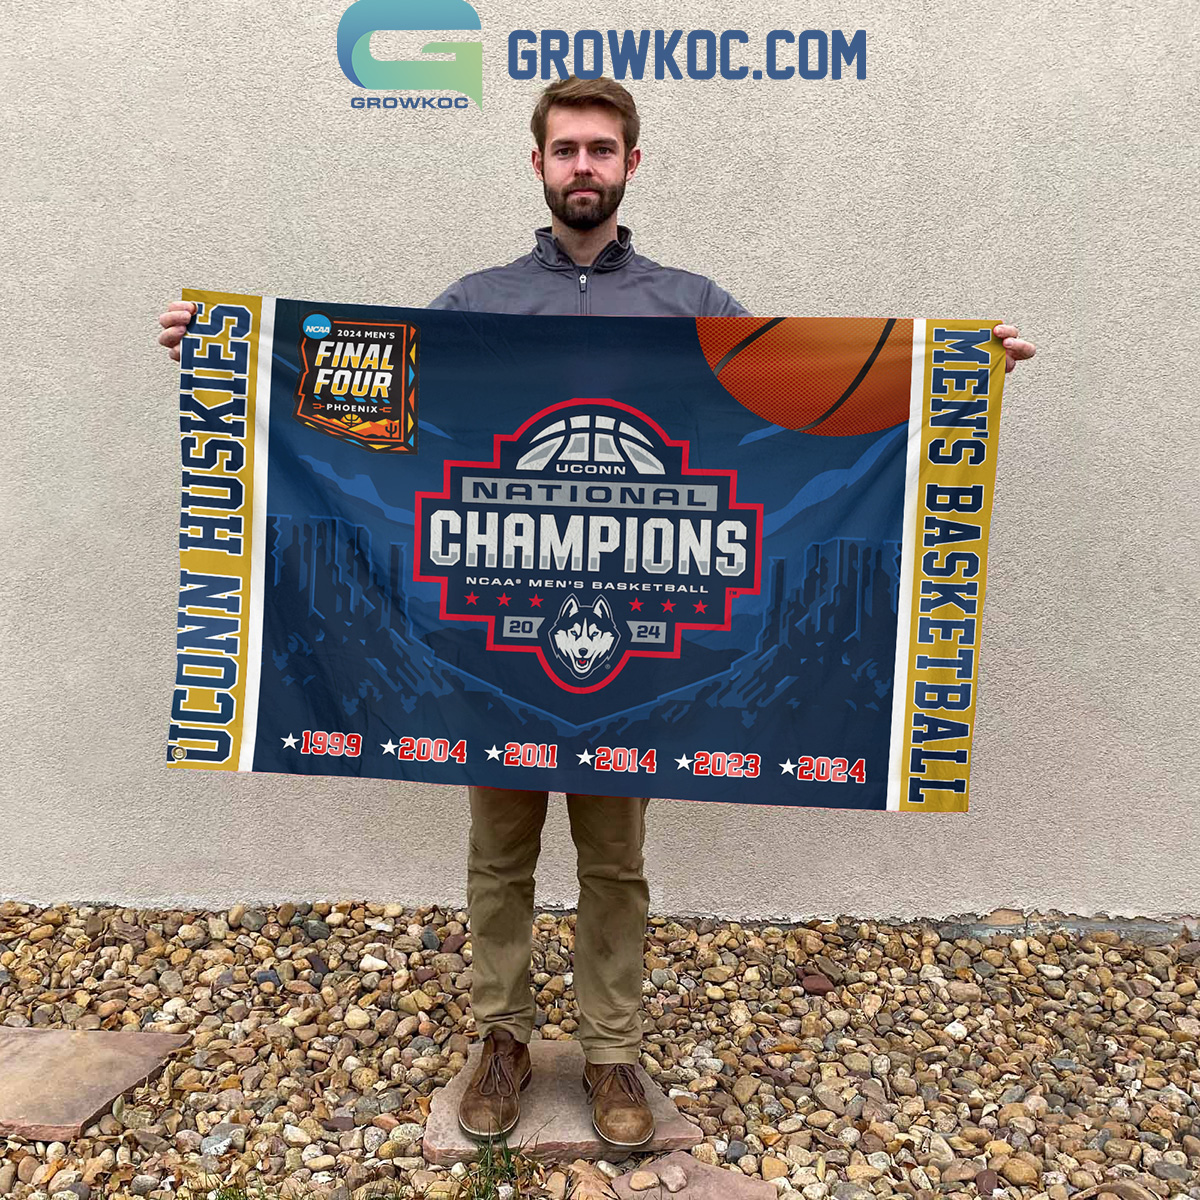 GROWKOC
GROWKOC.COM
UCONN HUSKIES
NCAA
2024 MEN'S
FINAL
FOUR
PHOENIX
UCONN
NATIONAL
CHAMPIONS
NCAA® MEN'S BASKETBALL
™
20 24
®
★1999 ★2004 ★2011 ★2014 ★2023 ★2024
MEN'S BASKETBALL